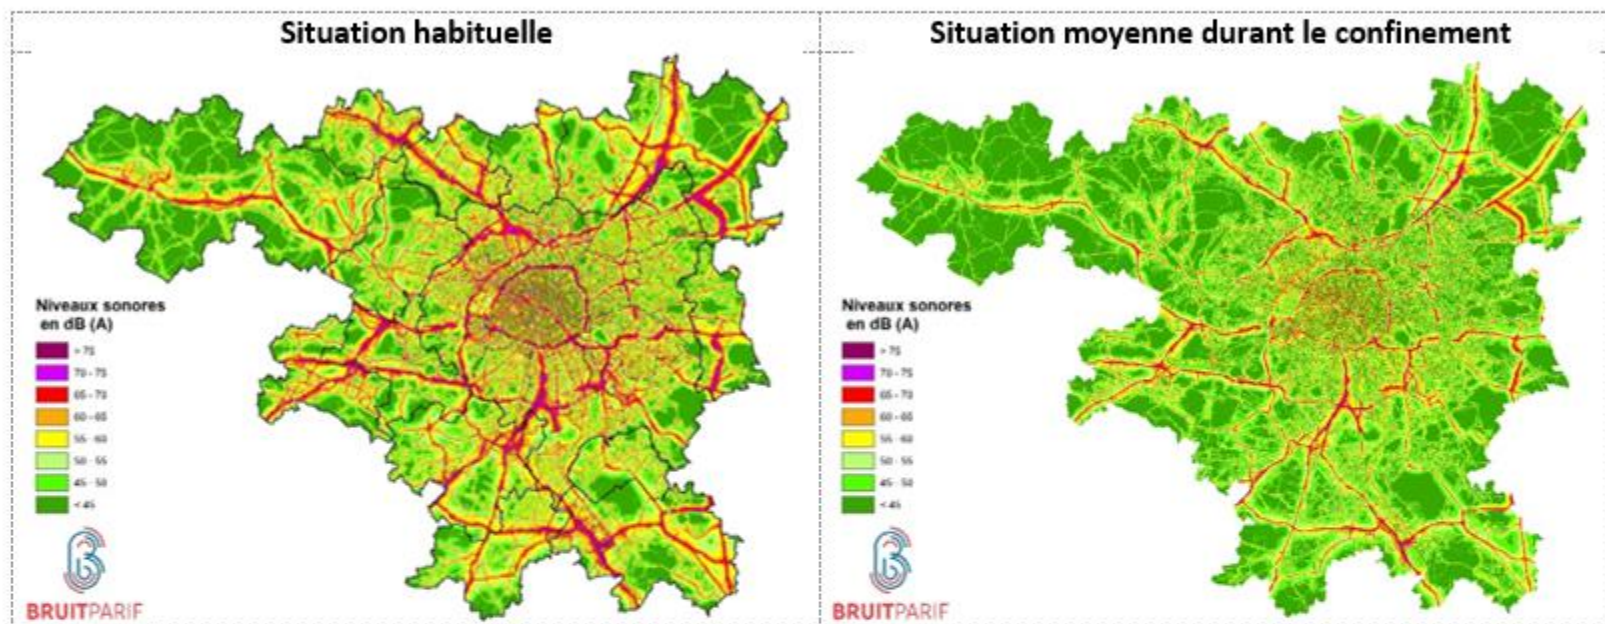 Situation habituelle
Situation moyenne durant le confinement
Niveaux sonores
en dB (A)
> 75
70 - 75
65 - 70
60 - 65
55 - 60
50 - 55
45 - 50
< 45
BRUITPARIF
Niveaux sonores
en dB (A)
> 75
70 - 75
65 - 70
60 - 65
55 - 60
50 - 55
45 - 50
< 45
BRUITPARIF